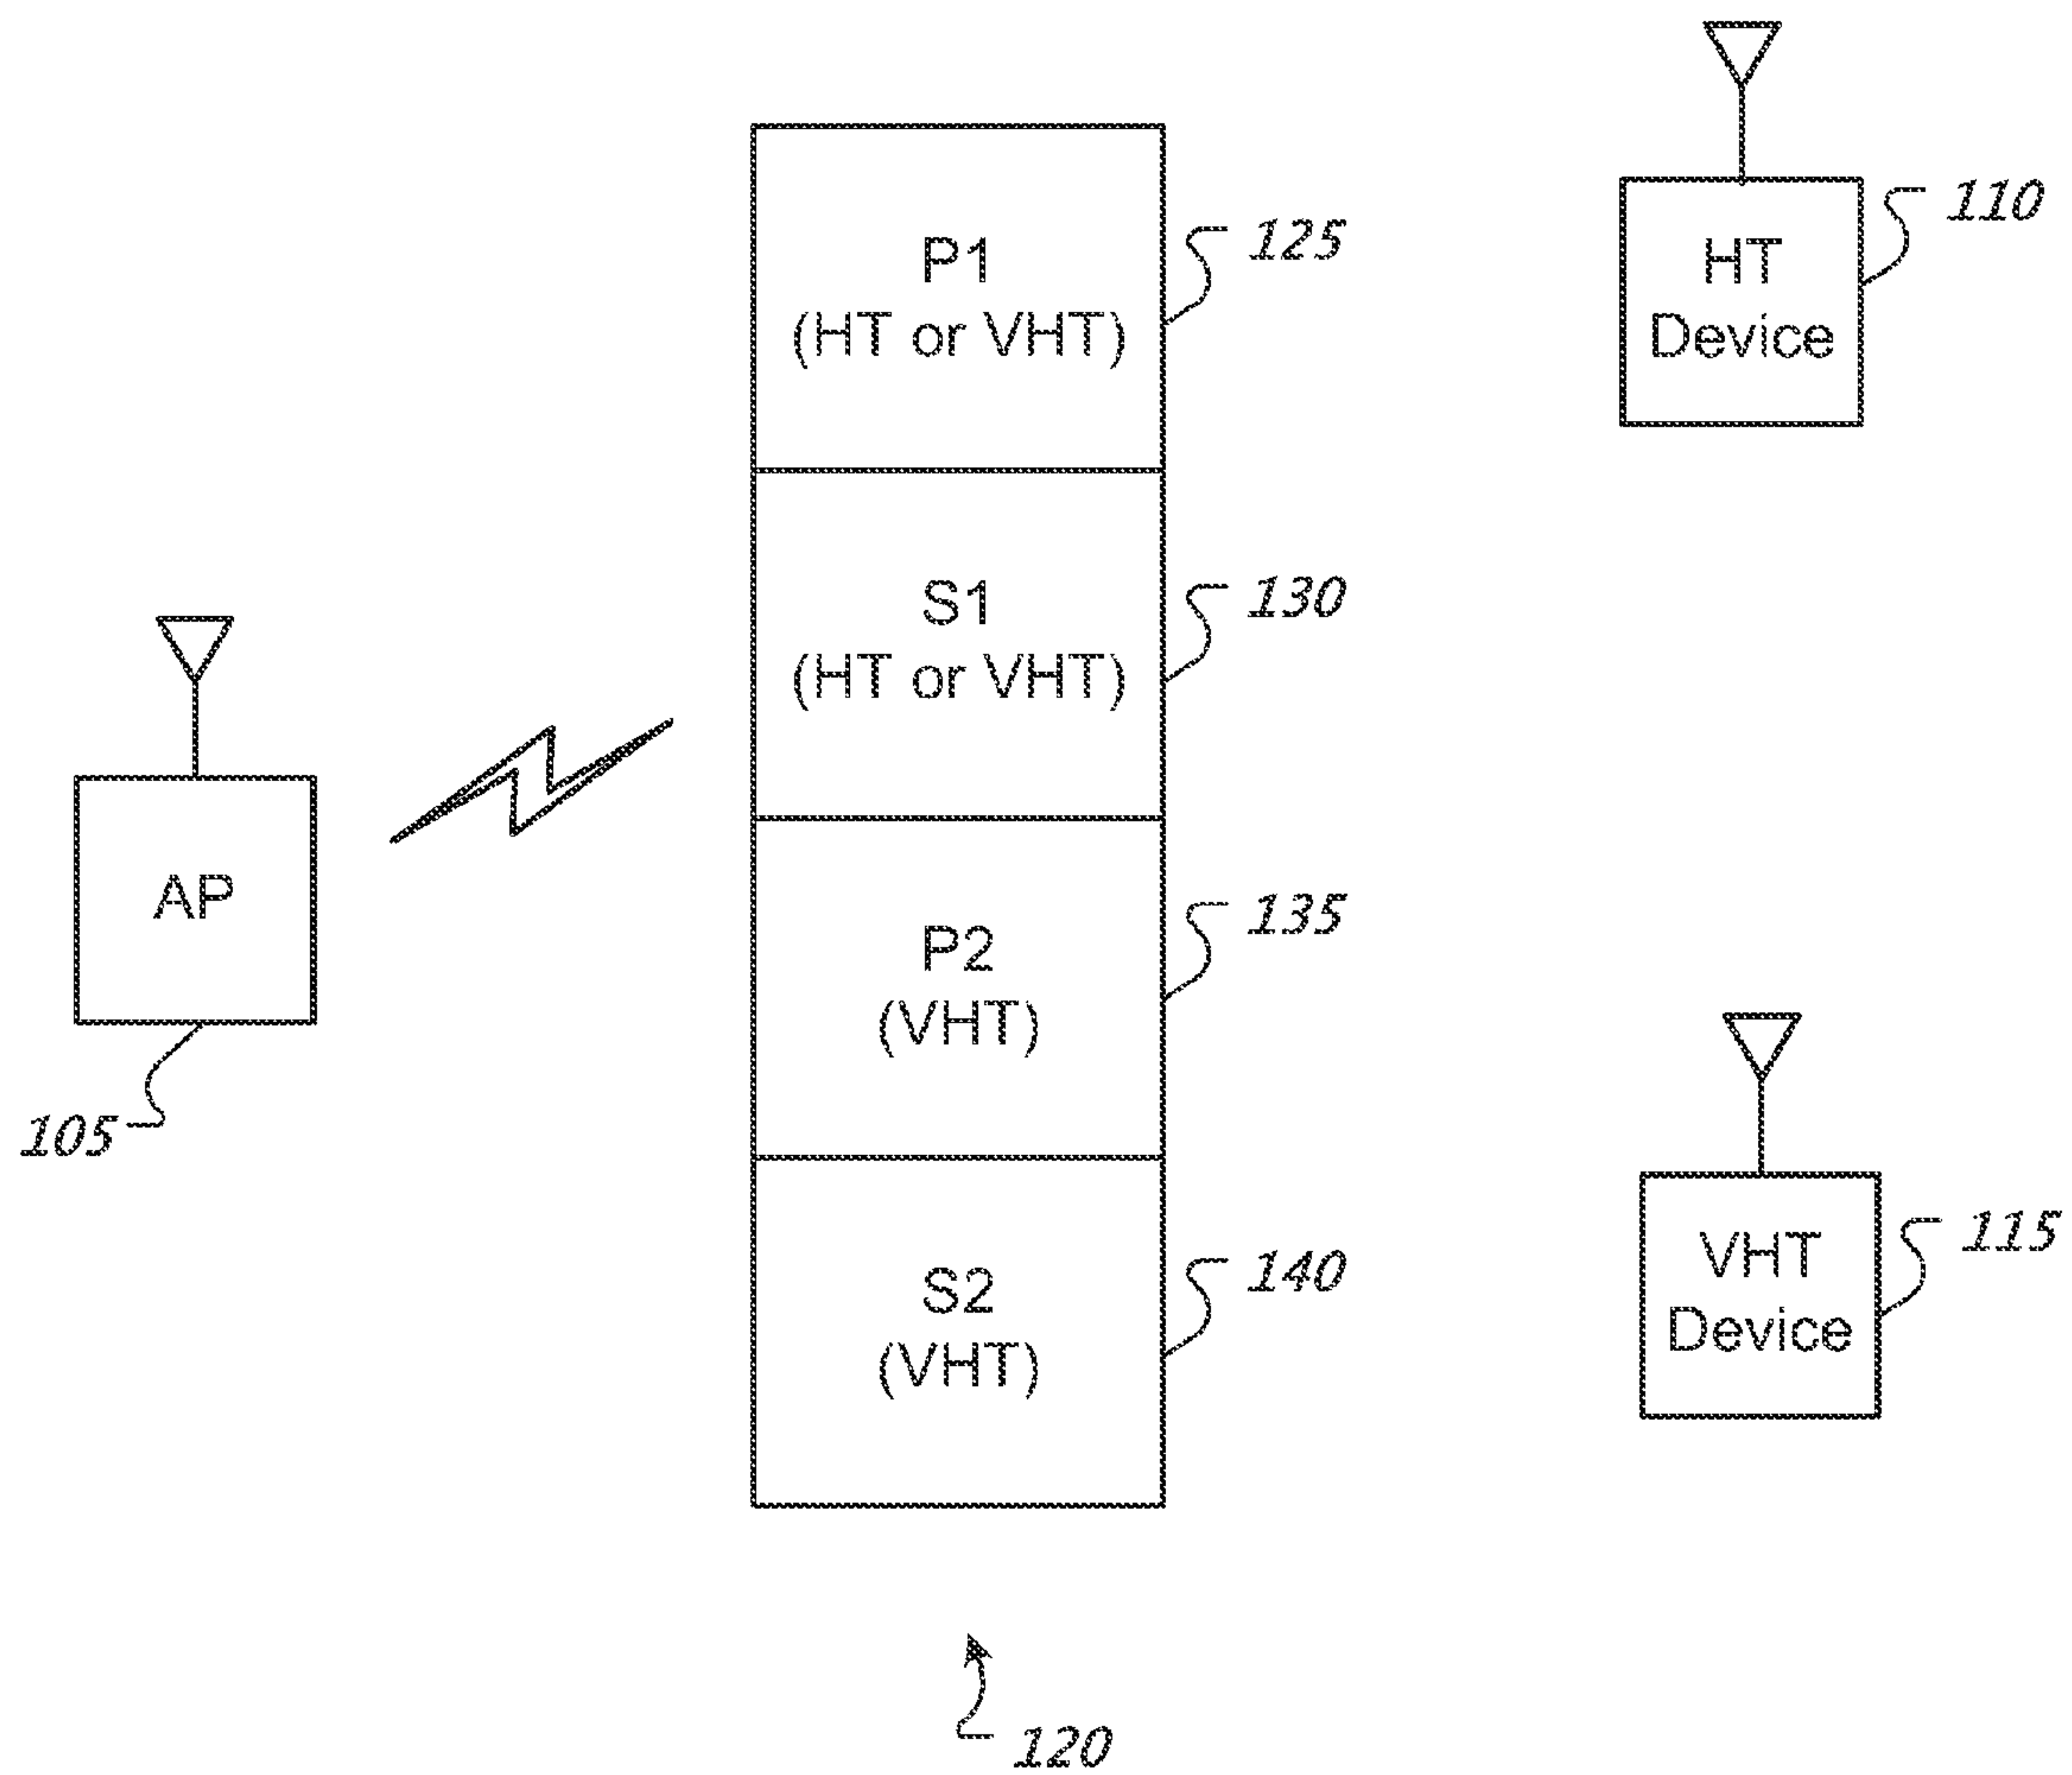 P1
(HT or VHT)
125
HT
Device
110
S1
(HT or VHT)
130
AP
105
P2
(VHT)
135
S2
(VHT)
140
VHT
Device
115
120